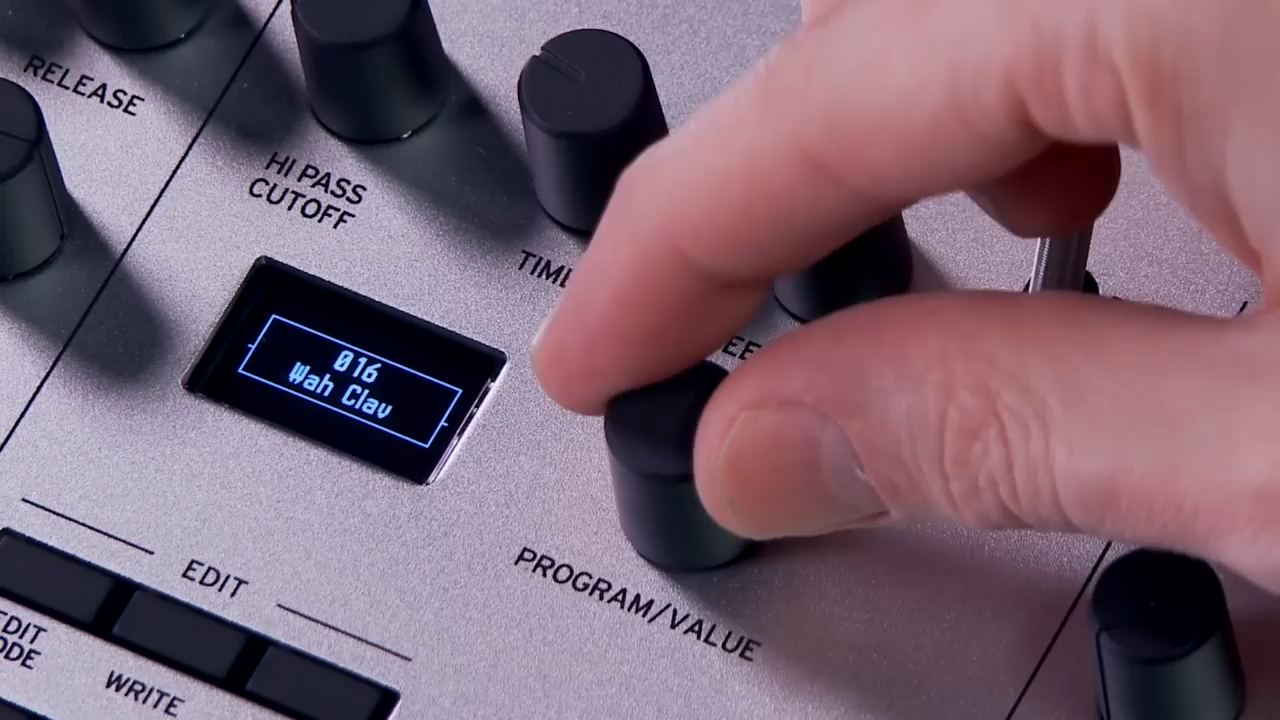 RELEASE
HI PASS
CUTOFF
016
Wah Clav
EDIT
PROGRAM/VALUE
WRITE